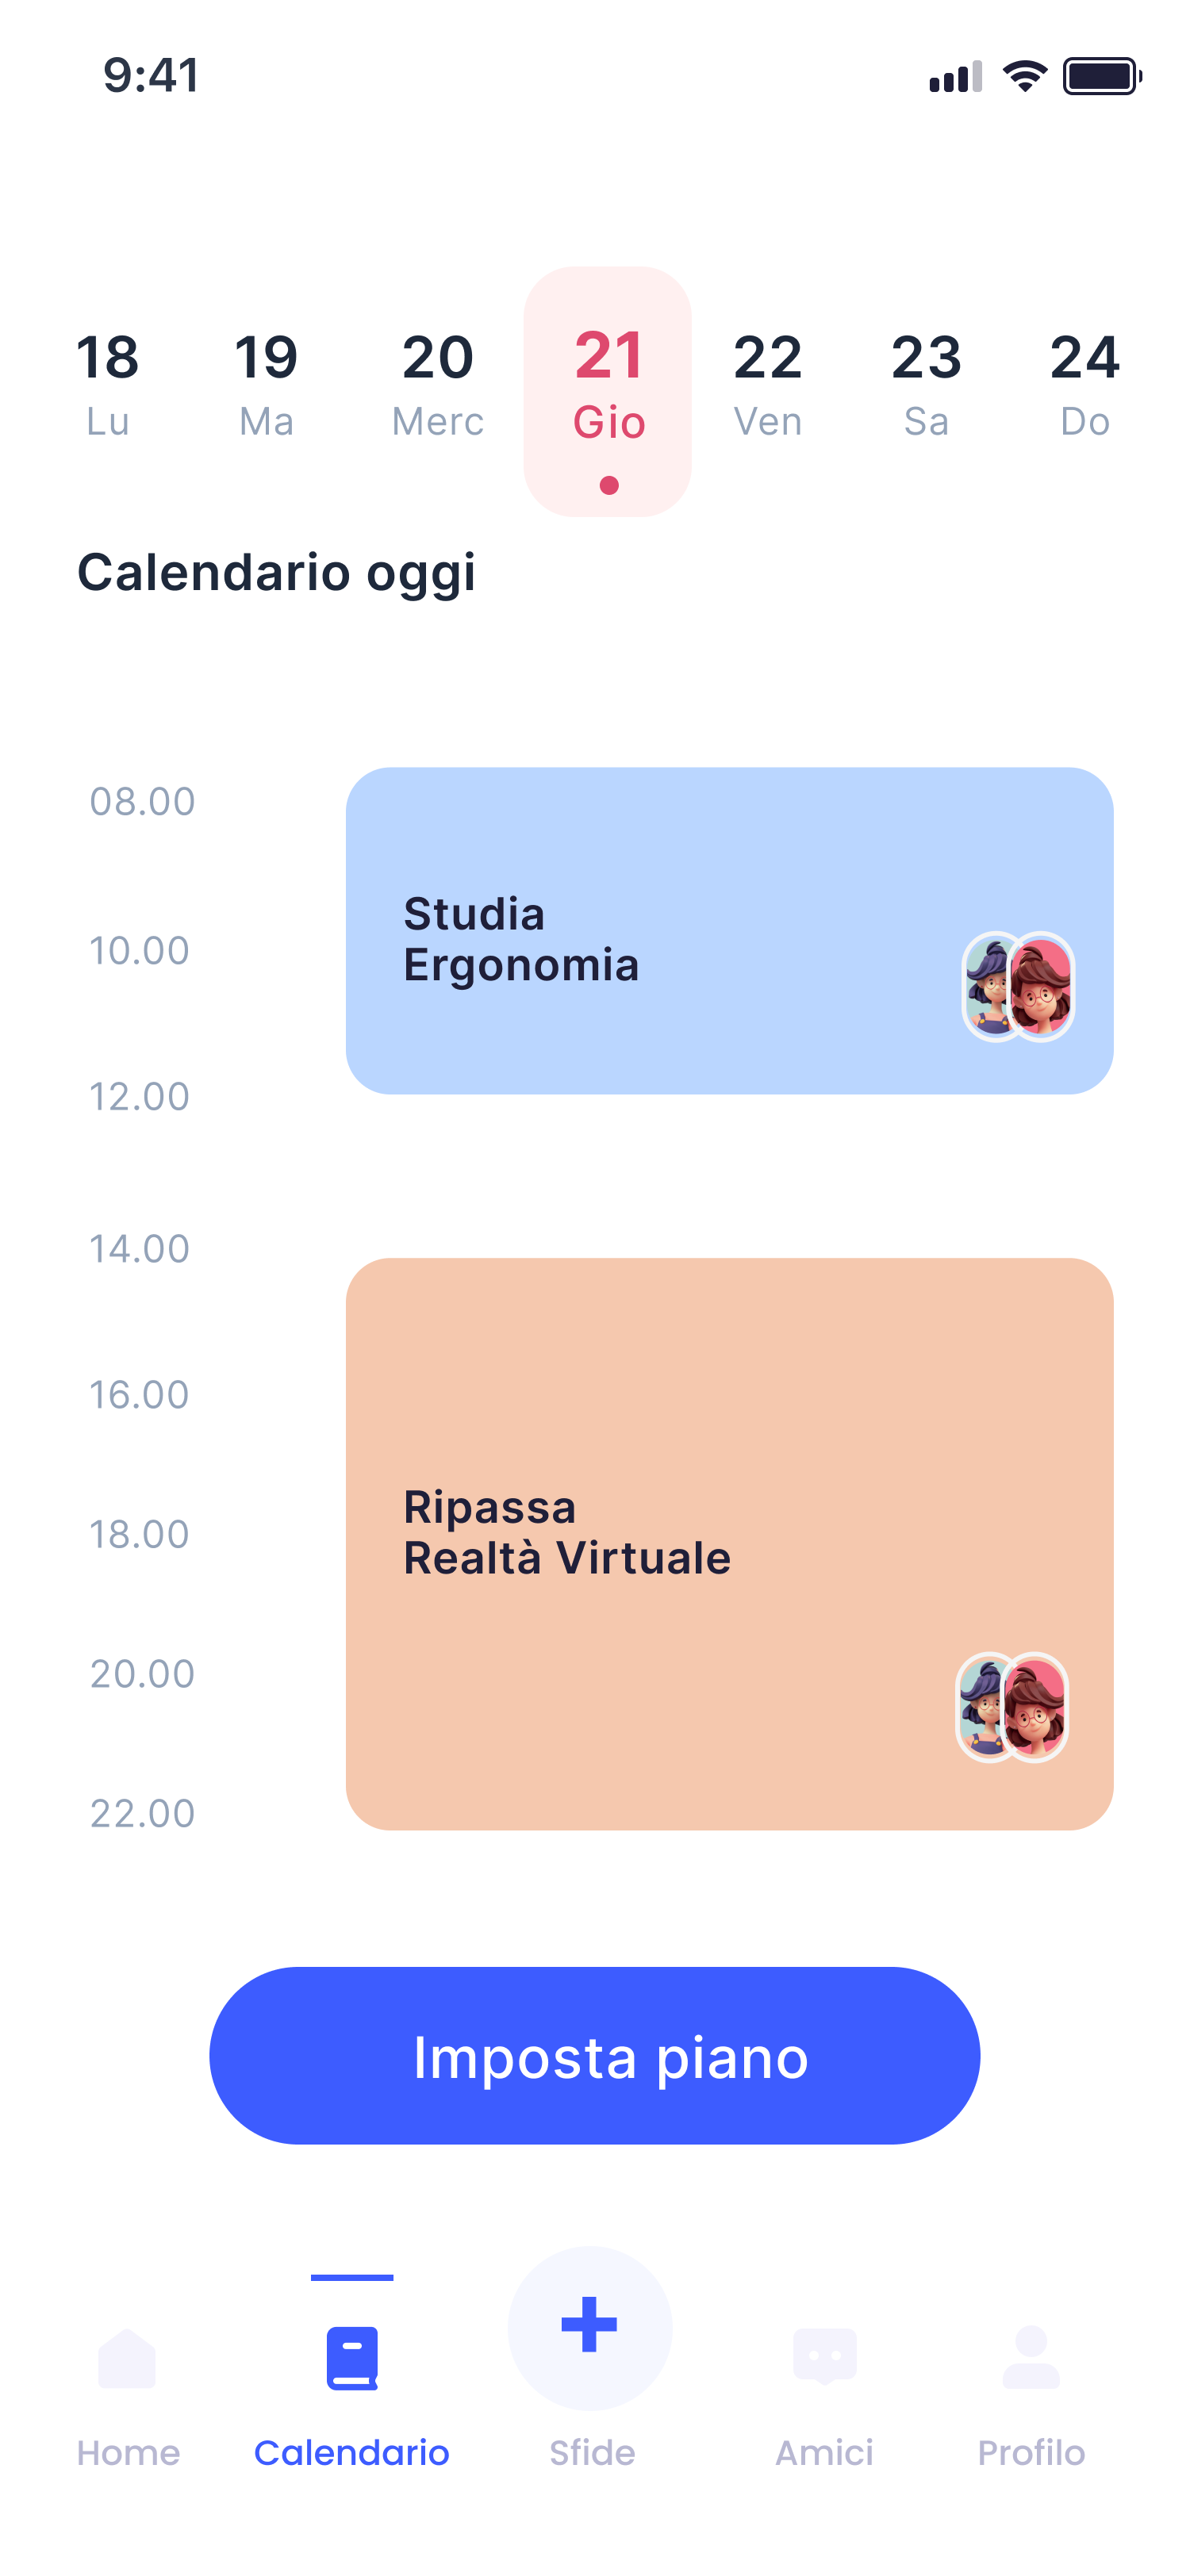 9:41
18 19 20 21 22 23 24
Lu Ma Merc Gio Ven Sa Do
Calendario oggi
08.00
Studia
10.00
Ergonomia
12.00
14.00
16.00
Ripassa
18.00
Realtà Virtuale
20.00
22.00
Imposta piano
Home Calendario Sfide Amici Profilo